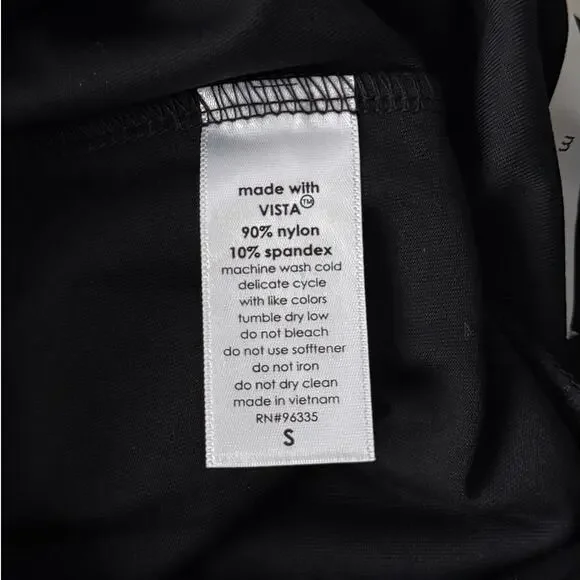 made with
VISTA™
90% nylon
10% spandex
machine wash cold
delicate cycle
with like colors
tumble dry low
do not bleach
do not use sofftener
do not iron
do not dry clean
made in vietnam
RN#96335
S